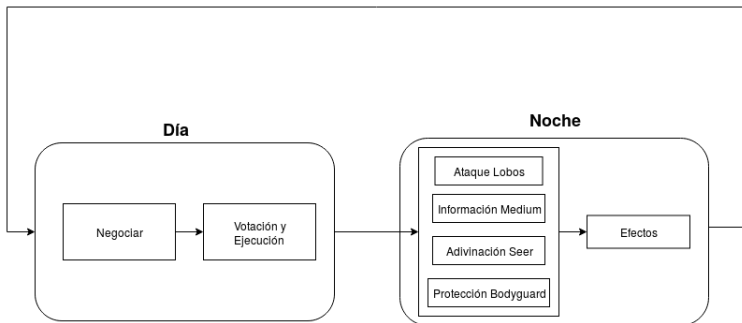 Día
Noche
Negociar
Votación y
Ejecución
Ataque Lobos
Información Medium
Adivinación Seer
Protección Bodyguard
Efectos